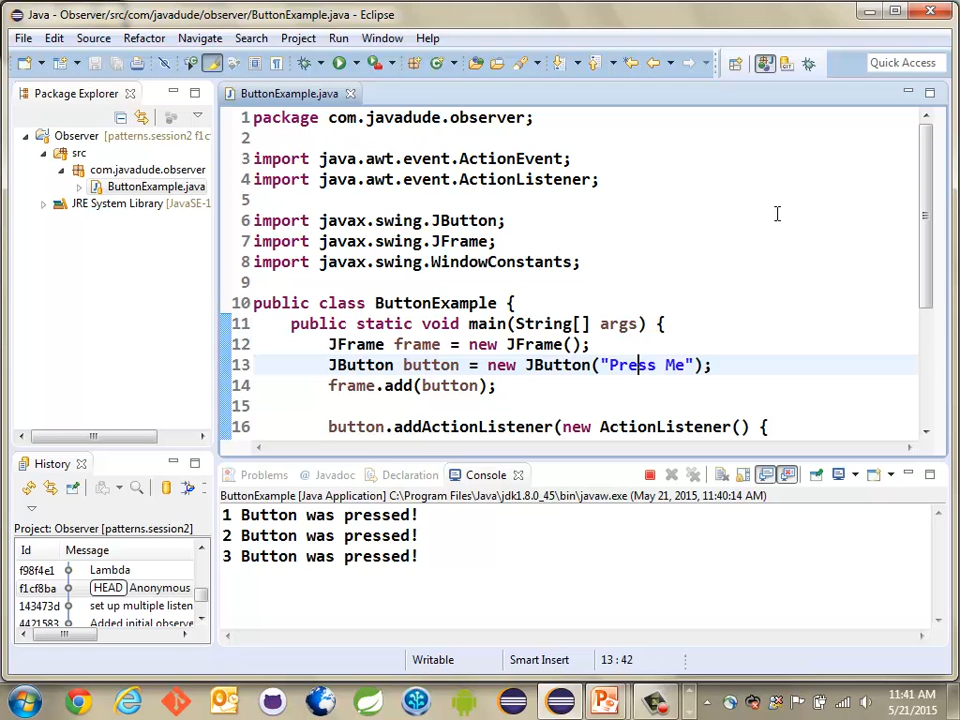 Java - Observer/src/com/javadude/observer/ButtonExample.java - Eclipse
File Edit Source Refactor Navigate Search Project Run Window Help
Quick Access
Package Explorer
Observer [patterns.session2 f1cf
src
com.javadude.observer
ButtonExample.java
JRE System Library [JavaSE-1
ButtonExample.java
1 package com.javadude.observer;
2
3 import java.awt.event.ActionEvent;
4 import java.awt.event.ActionListener;
5
6 import javax.swing.JButton;
7 import javax.swing.JFrame;
8 import javax.swing.WindowConstants;
9
10 public class ButtonExample {
11 public static void main(String[] args) {
12 JFrame frame = new JFrame();
13 JButton button = new JButton("Press Me");
14 frame.add(button);
15
16 button.addActionListener(new ActionListener() {
History
Project: Observer [patterns.session2]
Id Message
f98f4e1 Lambda
f1cf8ba HEAD Anonymous
143473d set up multiple listen
4421583 Added initial observe
Problems Javadoc Declaration Console
ButtonExample [Java Application] C:\Program Files\Java\jdk1.8.0_45\bin\javaw.exe (May 21, 2015, 11:40:14 AM)
1 Button was pressed!
2 Button was pressed!
3 Button was pressed!
Writable Smart Insert 13 : 42
11:41 AM
5/21/2015